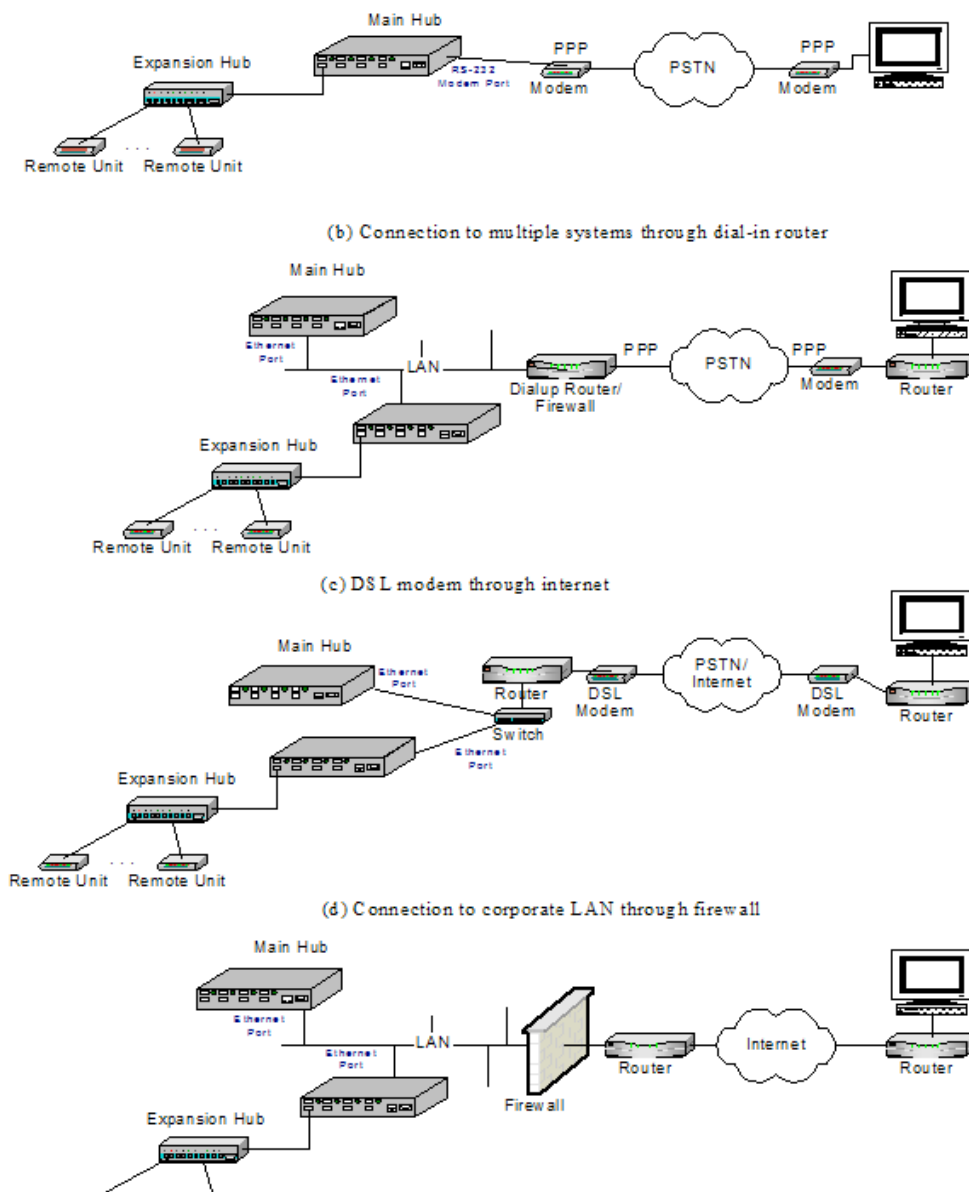 Main Hub
Expansion Hub
RS-232
Modem Port
PPP
Modem
PSTN
PPP
Modem
Remote Unit
. . .
Remote Unit
(b) Connection to multiple systems through dial-in router
Main Hub
Ethernet
Port
Ethernet
Port
LAN
PPP
Dialup Router/
Firewall
PSTN
PPP
Modem
Router
Expansion Hub
Remote Unit
. . .
Remote Unit
(c) DSL modem through internet
Main Hub
Ethernet
Port
Router
DSL
Modem
PSTN/
Internet
DSL
Modem
Router
Switch
Ethernet
Port
Expansion Hub
Remote Unit
. . .
Remote Unit
(d) Connection to corporate LAN through firewall
Main Hub
Ethernet
Port
Ethernet
Port
LAN
Firewall
Router
Internet
Router
Expansion Hub